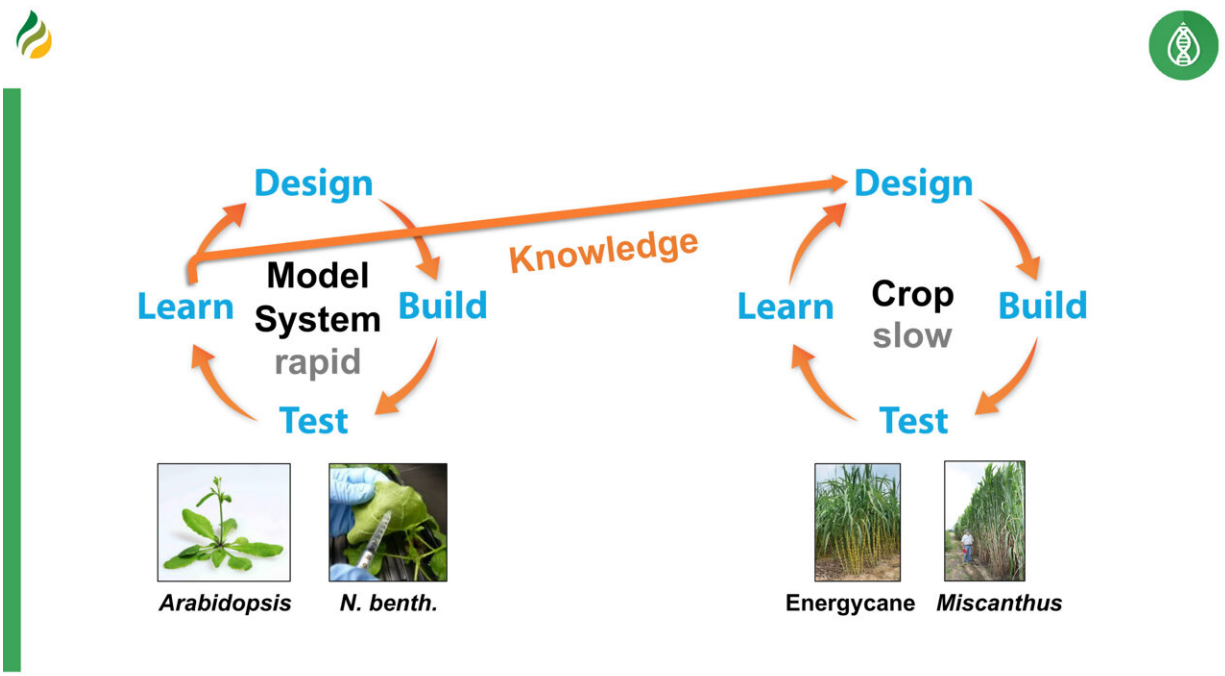 Design
Model
System
rapid
Learn
Build
Test
Knowledge
Design
Crop
slow
Learn
Build
Test
Arabidopsis
N. benth.
Energycane
Miscanthus